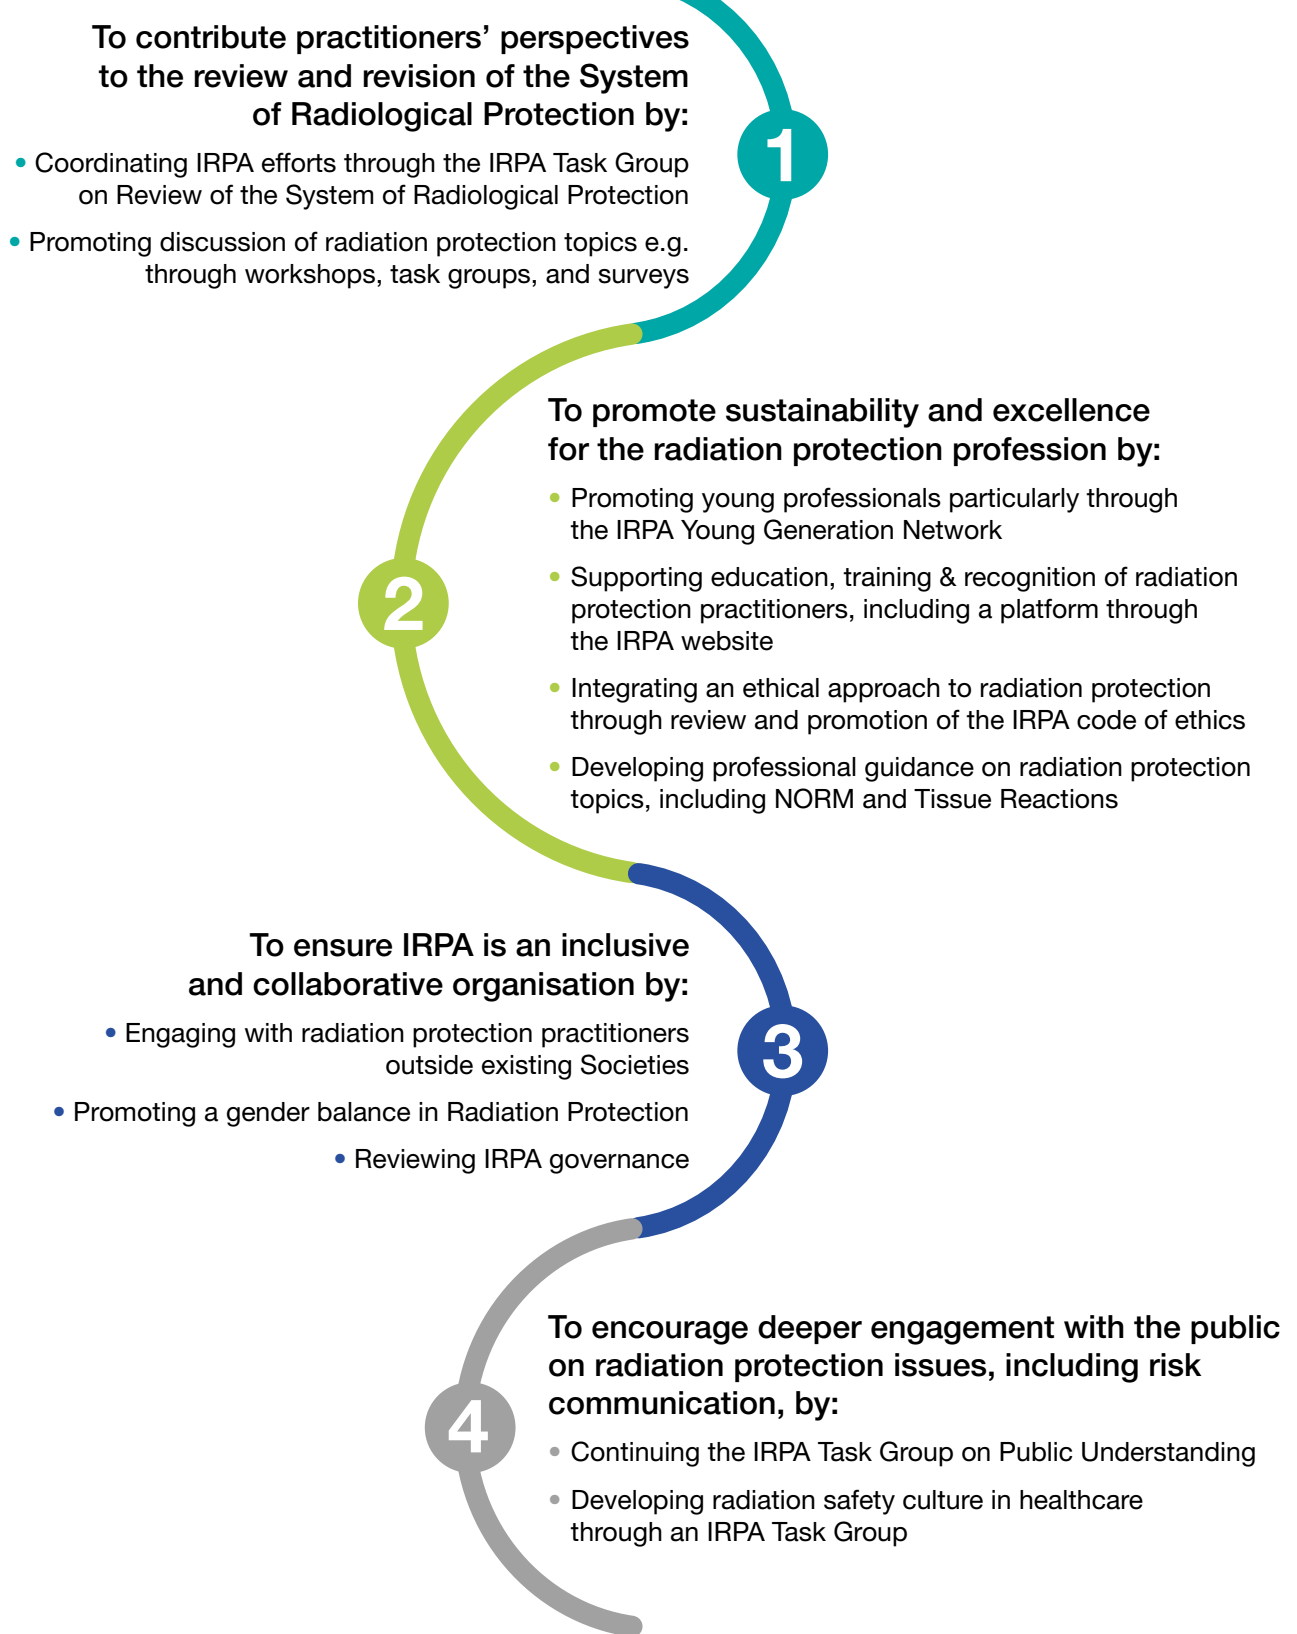 To contribute practitioners’ perspectives
to the review and revision of the System
of Radiological Protection by:
• Coordinating IRPA efforts through the IRPA Task Group
on Review of the System of Radiological Protection
• Promoting discussion of radiation protection topics e.g.
through workshops, task groups, and surveys
1
To promote sustainability and excellence
for the radiation protection profession by:
• Promoting young professionals particularly through
the IRPA Young Generation Network
• Supporting education, training & recognition of radiation
protection practitioners, including a platform through
the IRPA website
• Integrating an ethical approach to radiation protection
through review and promotion of the IRPA code of ethics
• Developing professional guidance on radiation protection
topics, including NORM and Tissue Reactions
2
To ensure IRPA is an inclusive
and collaborative organisation by:
• Engaging with radiation protection practitioners
outside existing Societies
• Promoting a gender balance in Radiation Protection
• Reviewing IRPA governance
3
To encourage deeper engagement with the public
on radiation protection issues, including risk
communication, by:
• Continuing the IRPA Task Group on Public Understanding
• Developing radiation safety culture in healthcare
through an IRPA Task Group
4